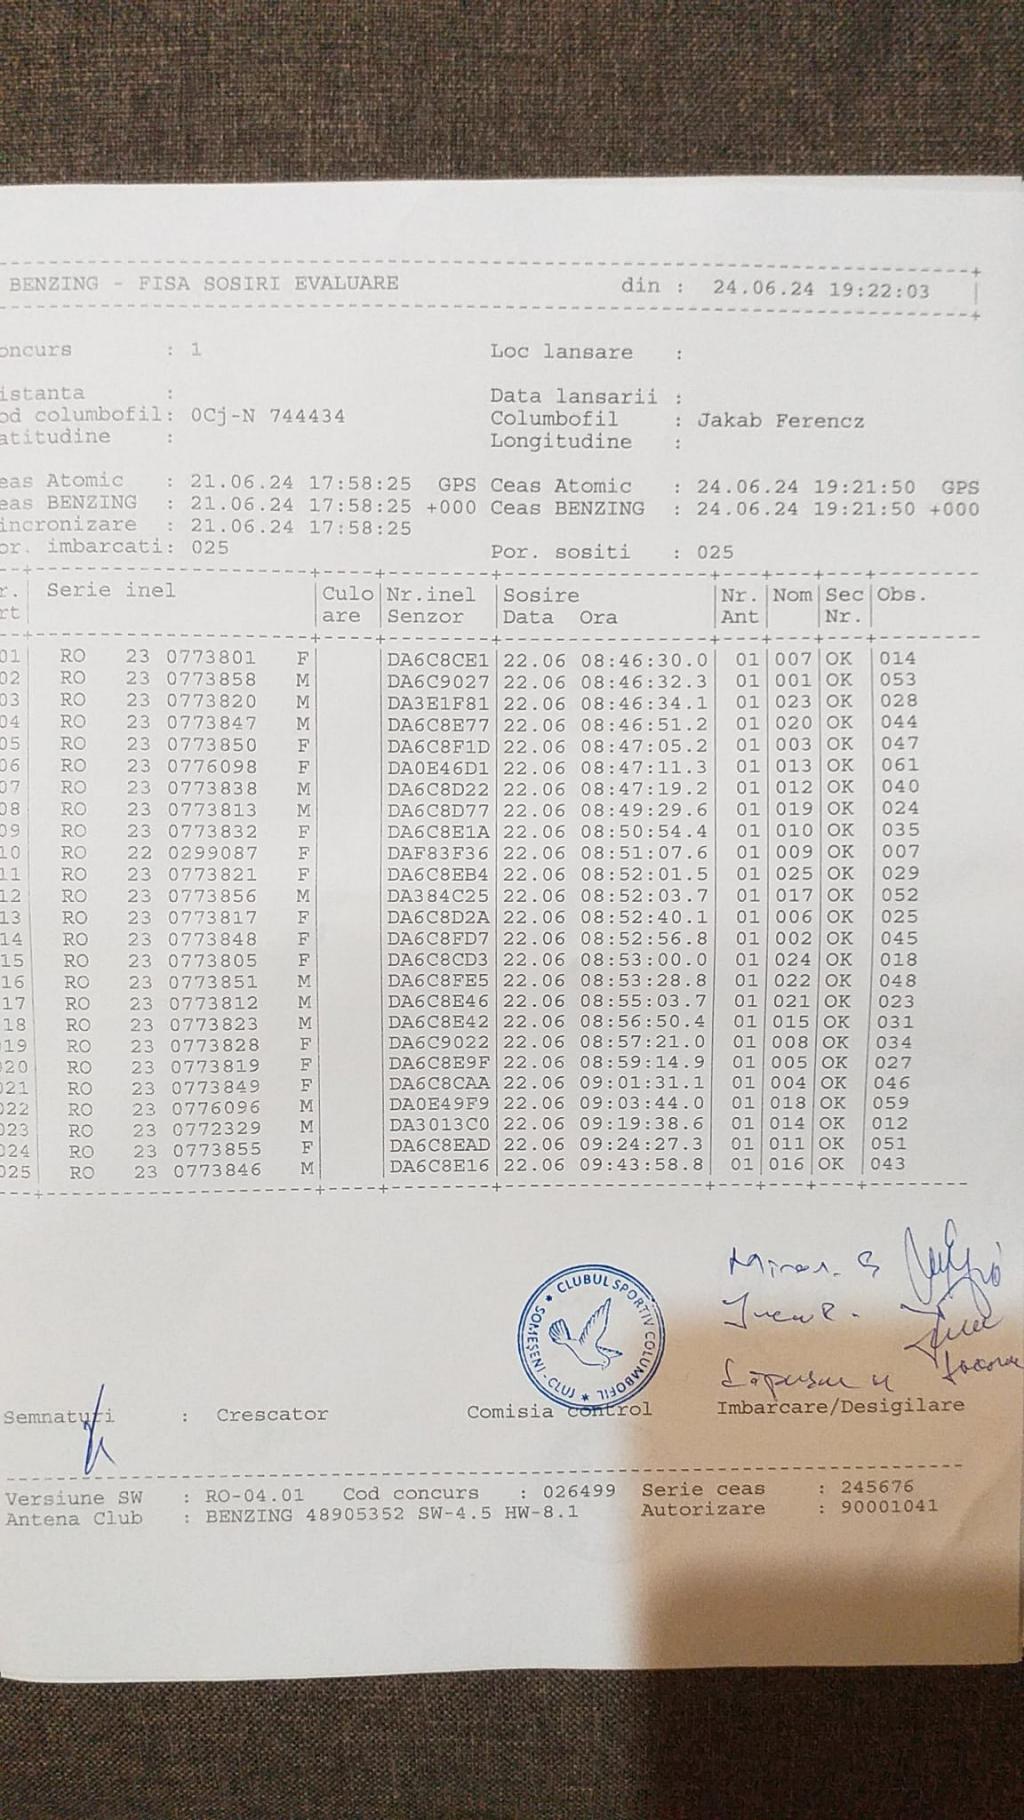 BENZING - FISA SOSIRI EVALUARE din : 24.06.24 19:22:03
oncurs : 1 Loc lansare :
istanta : Data lansarii :
od columbofil: 0Cj-N 744434 Columbofil : Jakab Ferencz
atitudine : Longitudine :
eas Atomic : 21.06.24 17:58:25 GPS Ceas Atomic : 24.06.24 19:21:50 GPS
eas BENZING : 21.06.24 17:58:25 +000 Ceas BENZING : 24.06.24 19:21:50 +000
incronizare : 21.06.24 17:58:25
or. imbarcati: 025 Por. sositi : 025
r. Serie inel Culo Nr.inel Sosire Nr. Nom Sec Obs.
rt are Senzor Data Ora Ant Nr.
01 RO 23 0773801 F DA6C8CE1 22.06 08:46:30.0 01 007 OK 014
02 RO 23 0773858 M DA6C9027 22.06 08:46:32.3 01 001 OK 053
03 RO 23 0773820 M DA3E1F81 22.06 08:46:34.1 01 023 OK 028
04 RO 23 0773847 M DA6C8E77 22.06 08:46:51.2 01 020 OK 044
05 RO 23 0773850 F DA6C8F1D 22.06 08:47:05.2 01 003 OK 047
06 RO 23 0776098 F DA0E46D1 22.06 08:47:11.3 01 013 OK 061
07 RO 23 0773838 M DA6C8D22 22.06 08:47:19.2 01 012 OK 040
08 RO 23 0773813 M DA6C8D77 22.06 08:49:29.6 01 019 OK 024
09 RO 23 0773832 F DA6C8E1A 22.06 08:50:54.4 01 010 OK 035
10 RO 22 0299087 F DAF83F36 22.06 08:51:07.6 01 009 OK 007
11 RO 23 0773821 F DA6C8EB4 22.06 08:52:01.5 01 025 OK 029
12 RO 23 0773856 M DA384C25 22.06 08:52:03.7 01 017 OK 052
13 RO 23 0773817 F DA6C8D2A 22.06 08:52:40.1 01 006 OK 025
14 RO 23 0773848 F DA6C8FD7 22.06 08:52:56.8 01 002 OK 045
15 RO 23 0773805 F DA6C8CD3 22.06 08:53:00.0 01 024 OK 018
16 RO 23 0773851 M DA6C8FE5 22.06 08:53:28.8 01 022 OK 048
17 RO 23 0773812 M DA6C8E46 22.06 08:55:03.7 01 021 OK 023
18 RO 23 0773823 M DA6C8E42 22.06 08:56:50.4 01 015 OK 031
019 RO 23 0773828 F DA6C9022 22.06 08:57:21.0 01 008 OK 034
020 RO 23 0773819 F DA6C8E9F 22.06 08:59:14.9 01 005 OK 027
021 RO 23 0773849 F DA6C8CAA 22.06 09:01:31.1 01 004 OK 046
022 RO 23 0776096 M DA0E49F9 22.06 09:03:44.0 01 018 OK 059
023 RO 23 0772329 M DA3013C0 22.06 09:19:38.6 01 014 OK 012
024 RO 23 0773855 F DA6C8EAD 22.06 09:24:27.3 01 011 OK 051
025 RO 23 0773846 M DA6C8E16 22.06 09:43:58.8 01 016 OK 043
CLUBUL SPORTIV COLUMBOFIL
SOMEȘENI - CLUJ
Semnaturi : Crescator Comisia control Imbarcare/Desigilare
Versiune SW : RO-04.01 Cod concurs : 026499 Serie ceas : 245676
Antena Club : BENZING 48905352 SW-4.5 HW-8.1 Autorizare : 90001041